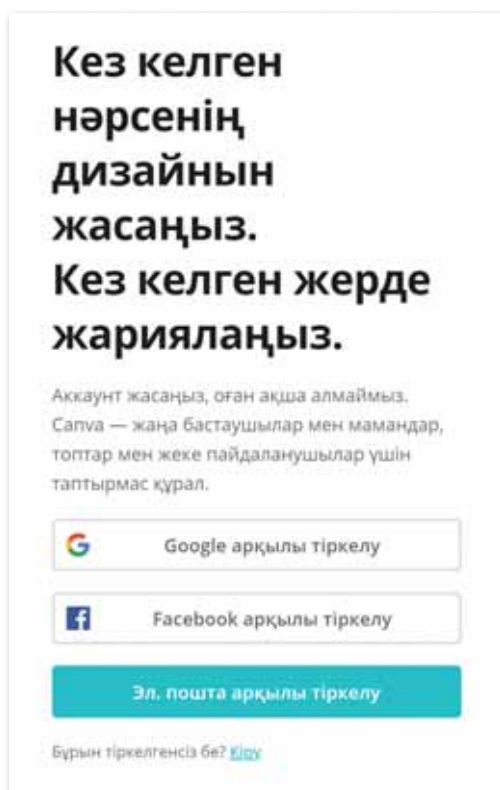 Кез келген
нәрсенің
дизайнын
жасаңыз.
Кез келген жерде
жариялаңыз.
Аккаунт жасаңыз, оған ақша алмаймыз.
Canva — жаңа бастаушылар мен мамандар,
топтар мен жеке пайдаланушылар үшін
таптырмас құрал.
Google арқылы тіркелу
Facebook арқылы тіркелу
Эл. пошта арқылы тіркелу
Бұрын тіркелгенсіз бе? Кіру